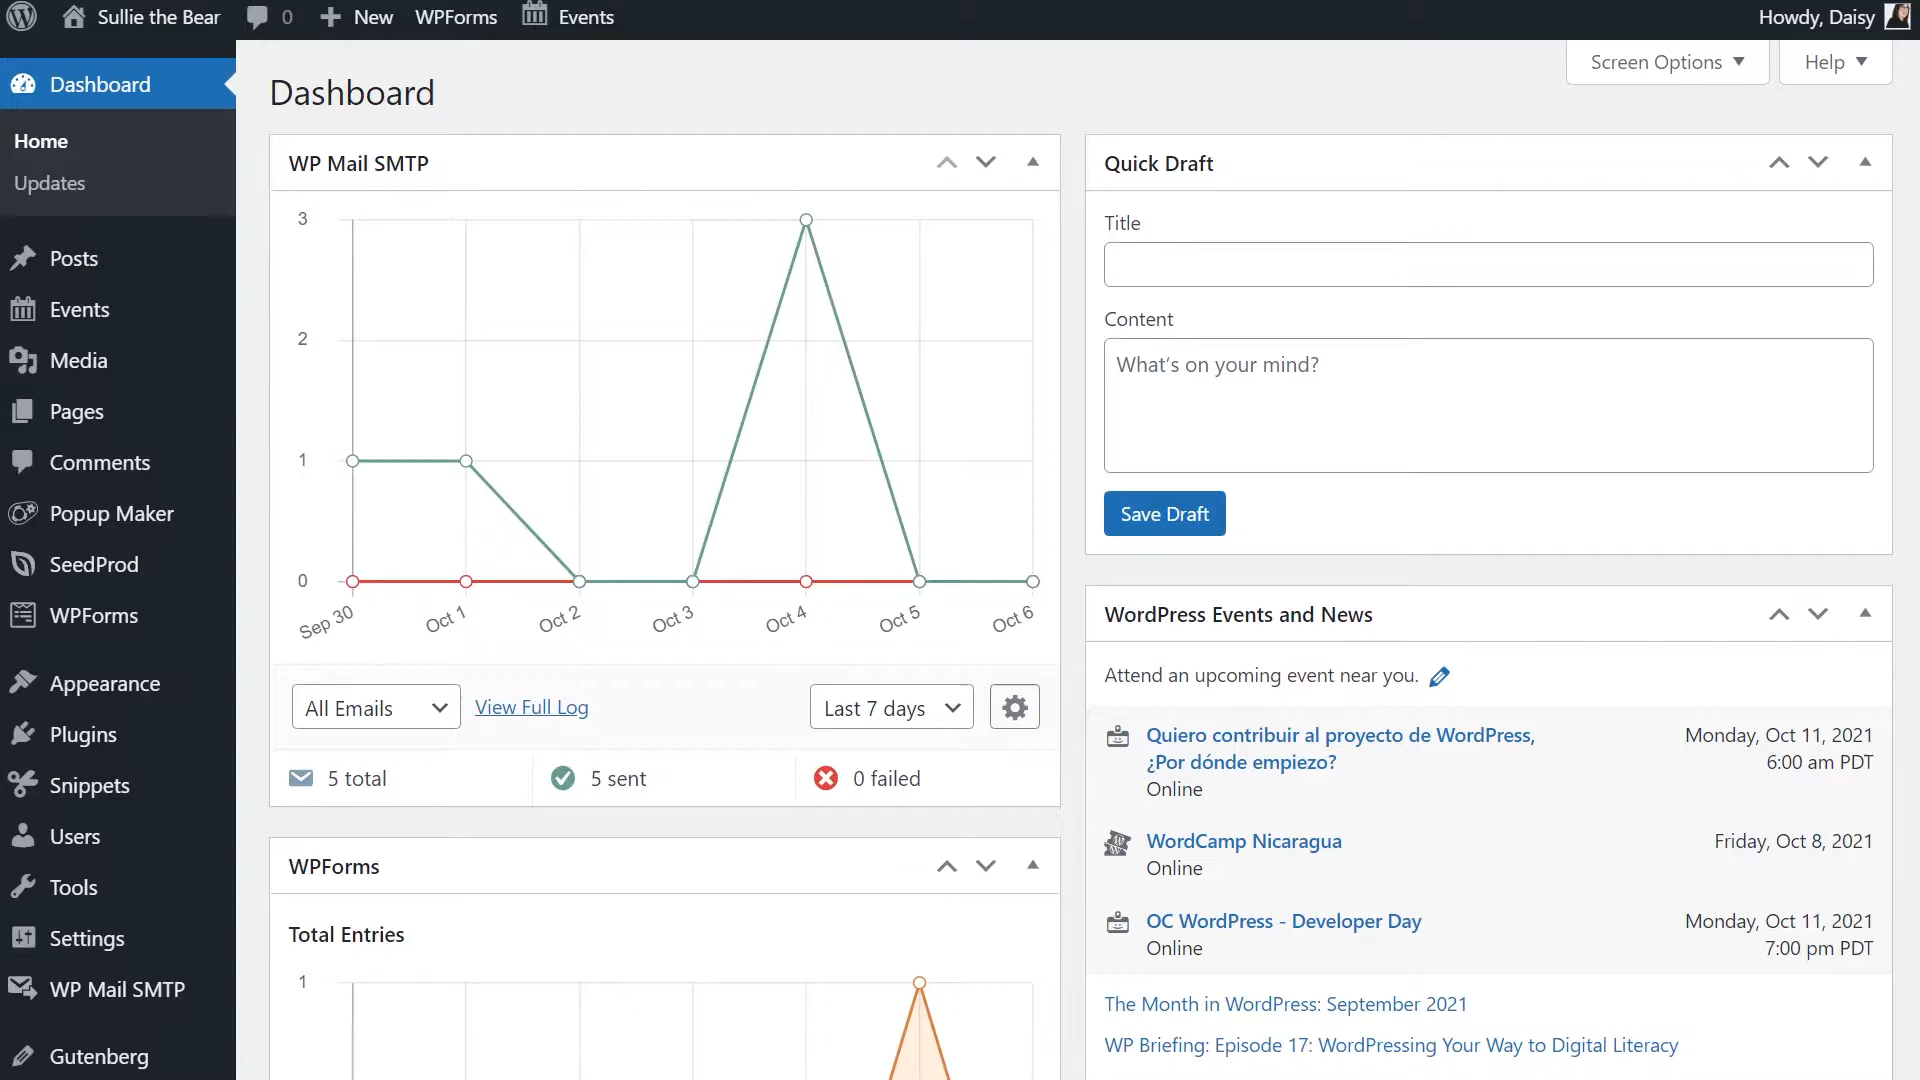 Sullie the Bear 0 New WPForms Events Howdy, Daisy
Dashboard
Home
Updates
Posts
Events
Media
Pages
Comments
Popup Maker
SeedProd
WPForms
Appearance
Plugins
Snippets
Users
Tools
Settings
WP Mail SMTP
Gutenberg
Screen Options Help
Dashboard
WP Mail SMTP
3
2
1
0
Sep 30 Oct 1 Oct 2 Oct 3 Oct 4 Oct 5 Oct 6
All Emails View Full Log Last 7 days
5 total 5 sent 0 failed
WPForms
Total Entries
1
Quick Draft
Title
Content
What's on your mind?
Save Draft
WordPress Events and News
Attend an upcoming event near you.
Quiero contribuir al proyecto de WordPress, Monday, Oct 11, 2021
¿Por dónde empiezo? 6:00 am PDT
Online
WordCamp Nicaragua Friday, Oct 8, 2021
Online
OC WordPress - Developer Day Monday, Oct 11, 2021
Online 7:00 pm PDT
The Month in WordPress: September 2021
WP Briefing: Episode 17: WordPressing Your Way to Digital Literacy